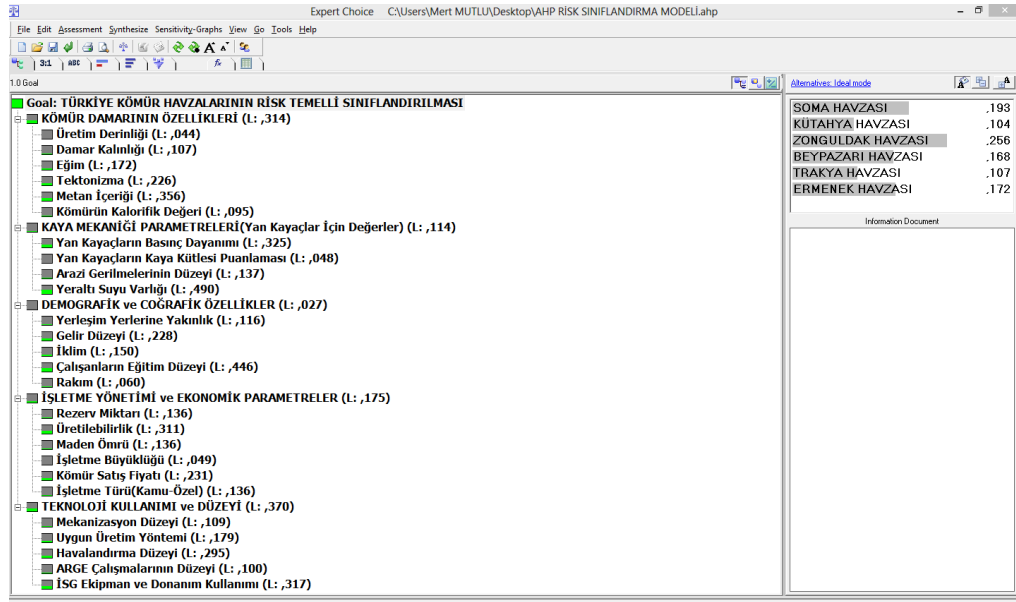 Expert Choice C:\Users\Mert MUTLU\Desktop\AHP RİSK SINIFLANDIRMA MODELİ.ahp
File Edit Assessment Synthesize Sensitivity-Graphs View Go Tools Help
3:1 ABC fx
1.0 Goal
Goal: TÜRKİYE KÖMÜR HAVZALARININ RİSK TEMELLİ SINIFLANDIRILMASI
KÖMÜR DAMARININ ÖZELLİKLERİ (L: ,314)
Üretim Derinliği (L: ,044)
Damar Kalınlığı (L: ,107)
Eğim (L: ,172)
Tektonizma (L: ,226)
Metan İçeriği (L: ,356)
Kömürün Kalorifik Değeri (L: ,095)
KAYA MEKANİĞİ PARAMETRELERİ(Yan Kayaçlar İçin Değerler) (L: ,114)
Yan Kayaçların Basınç Dayanımı (L: ,325)
Yan Kayaçların Kaya Kütlesi Puanlaması (L: ,048)
Arazi Gerilmelerinin Düzeyi (L: ,137)
Yeraltı Suyu Varlığı (L: ,490)
DEMOGRAFİK ve COĞRAFİK ÖZELLİKLER (L: ,027)
Yerleşim Yerlerine Yakınlık (L: ,116)
Gelir Düzeyi (L: ,228)
İklim (L: ,150)
Çalışanların Eğitim Düzeyi (L: ,446)
Rakım (L: ,060)
İŞLETME YÖNETİMİ ve EKONOMİK PARAMETRELER (L: ,175)
Rezerv Miktarı (L: ,136)
Üretilebilirlik (L: ,311)
Maden Ömrü (L: ,136)
İşletme Büyüklüğü (L: ,049)
Kömür Satış Fiyatı (L: ,231)
İşletme Türü(Kamu-Özel) (L: ,136)
TEKNOLOJİ KULLANIMI ve DÜZEYİ (L: ,370)
Mekanizasyon Düzeyi (L: ,109)
Uygun Üretim Yöntemi (L: ,179)
Havalandırma Düzeyi (L: ,295)
ARGE Çalışmalarının Düzeyi (L: ,100)
İSG Ekipman ve Donanım Kullanımı (L: ,317)
Alternatives: Ideal mode
SOMA HAVZASI ,193
KÜTAHYA HAVZASI ,104
ZONGULDAK HAVZASI ,256
BEYPAZARI HAVZASI ,168
TRAKYA HAVZASI ,107
ERMENEK HAVZASI ,172
Information Document